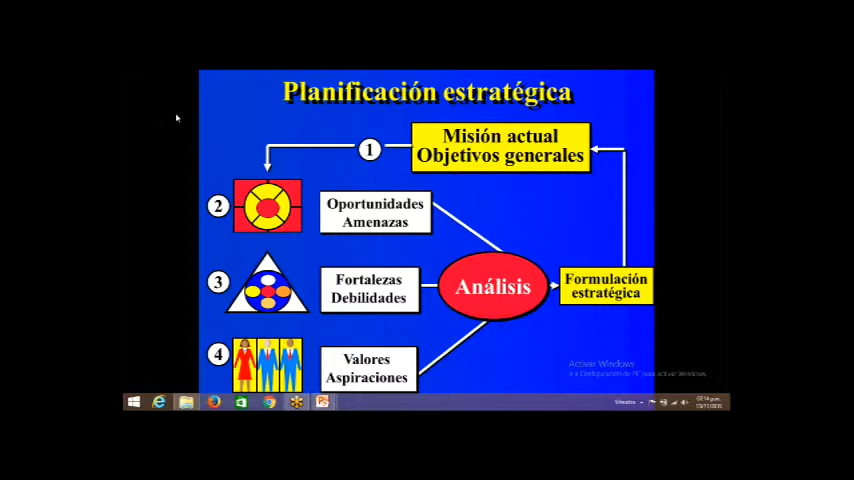 Planificación estratégica
1
Misión actual
Objetivos generales
2
Oportunidades
Amenazas
3
Fortalezas
Debilidades
Análisis
Formulación
estratégica
4
Valores
Aspiraciones
Activar Windows
Vínculos